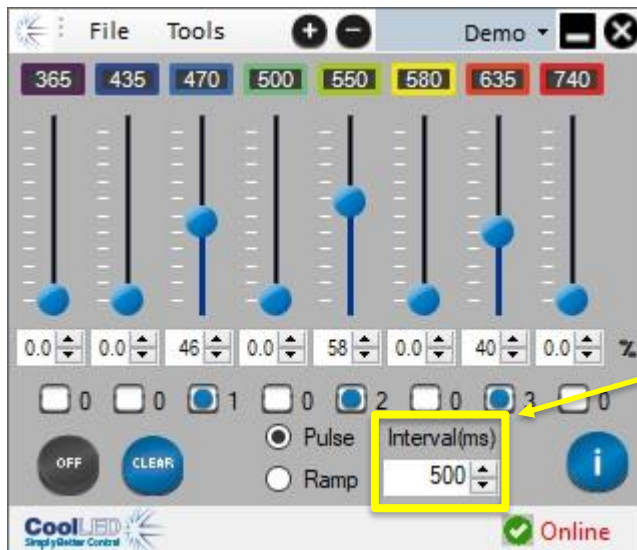 File Tools Demo
365 435 470 500 550 580 635 740
0.0 0.0 46 0.0 58 0.0 40 0.0 %
0 0 1 0 2 0 3 0
OFF CLEAR Pulse Interval(ms)
Ramp 500 i
CoolLED
Simply Better Control
Online